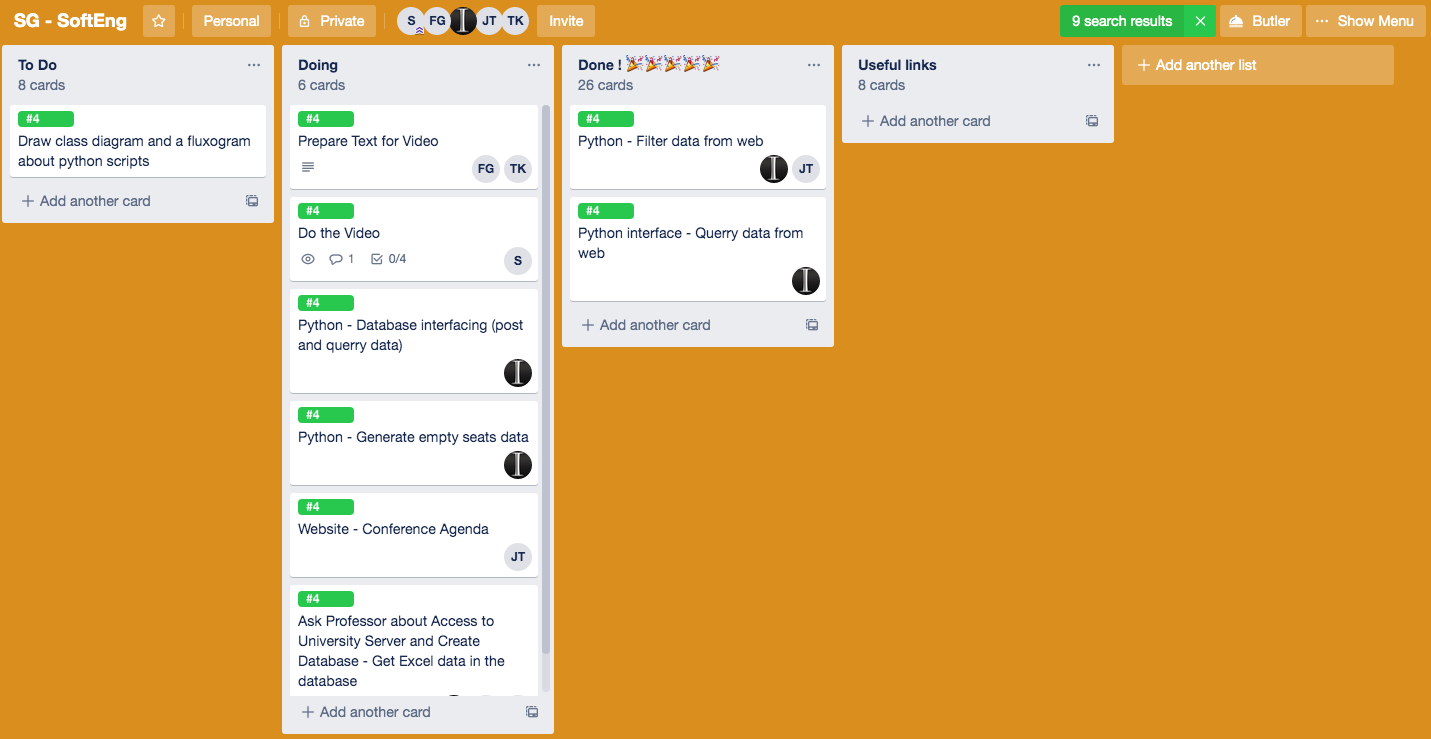 SG - SoftEng
Personal
Private
S FG I JT TK
Invite
9 search results
Butler
Show Menu
To Do
8 cards
#4
Draw class diagram and a fluxogram
about python scripts
Add another card
Doing
6 cards
#4
Prepare Text for Video
FG TK
#4
Do the Video
1 0/4
S
#4
Python - Database interfacing (post
and querry data)
I
#4
Python - Generate empty seats data
I
#4
Website - Conference Agenda
JT
#4
Ask Professor about Access to
University Server and Create
Database - Get Excel data in the
database
Add another card
Done ! 🎉🎉🎉🎉🎉
26 cards
#4
Python - Filter data from web
I JT
#4
Python interface - Querry data from
web
I
Add another card
Useful links
8 cards
Add another card
Add another list